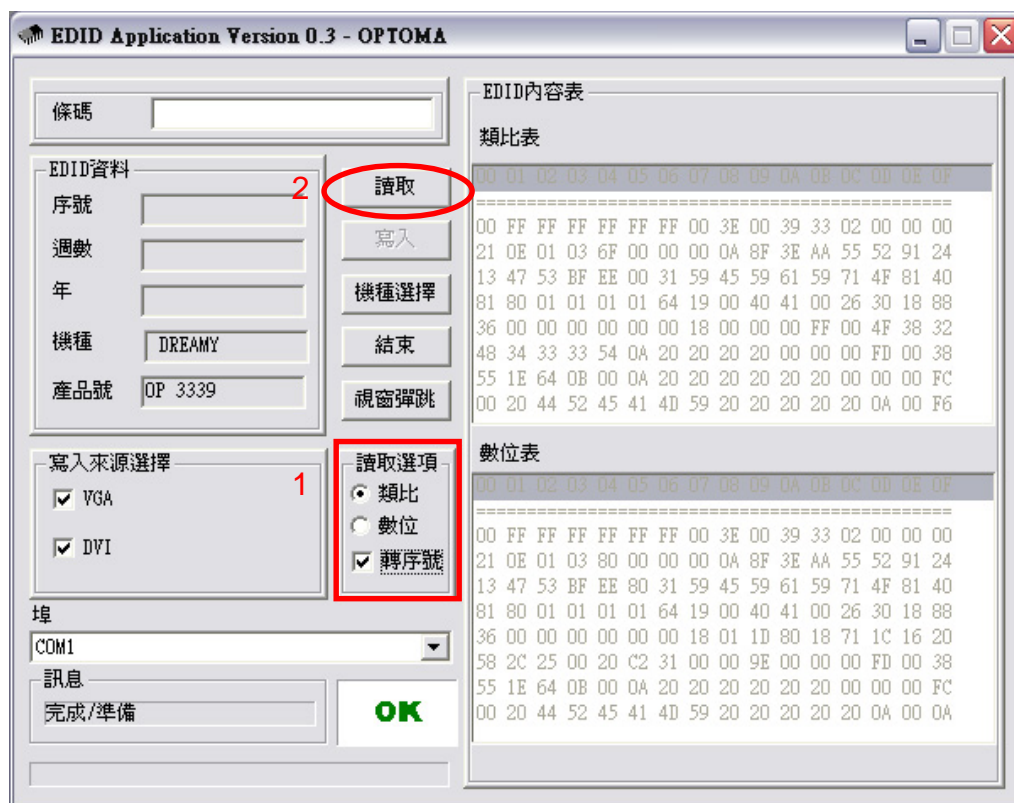 EDID Application Version 0.3 - OPTOMA
條碼
EDID資料
序號
週數
年
機種 DREAMY
產品號 OP 3339
2
讀取
寫入
機種選擇
結束
視窗彈跳
寫入來源選擇
VGA
DVI
1
讀取選項
類比
數位
轉序號
埠
COM1
訊息
完成/準備
OK
EDID內容表
類比表
00 01 02 03 04 05 06 07 08 09 0A 0B 0C 0D 0E 0F
================================================
00 FF FF FF FF FF FF 00 3E 00 39 33 02 00 00 00
21 0E 01 03 6F 00 00 00 0A 8F 3E AA 55 52 91 24
13 47 53 BF EE 00 31 59 45 59 61 59 71 4F 81 40
81 80 01 01 01 01 64 19 00 40 41 00 26 30 18 88
36 00 00 00 00 00 00 18 00 00 00 FF 00 4F 38 32
48 34 33 33 54 0A 20 20 20 20 00 00 00 FD 00 38
55 1E 64 0B 00 0A 20 20 20 20 20 20 00 00 00 FC
00 20 44 52 45 41 4D 59 20 20 20 20 20 0A 00 F6
數位表
00 01 02 03 04 05 06 07 08 09 0A 0B 0C 0D 0E 0F
================================================
00 FF FF FF FF FF FF 00 3E 00 39 33 02 00 00 00
21 0E 01 03 80 00 00 00 0A 8F 3E AA 55 52 91 24
13 47 53 BF EE 80 31 59 45 59 61 59 71 4F 81 40
81 80 01 01 01 01 64 19 00 40 41 00 26 30 18 88
36 00 00 00 00 00 00 18 01 1D 80 18 71 1C 16 20
58 2C 25 00 20 C2 31 00 00 9E 00 00 00 FD 00 38
55 1E 64 0B 00 0A 20 20 20 20 20 20 00 00 00 FC
00 20 44 52 45 41 4D 59 20 20 20 20 20 0A 00 0A